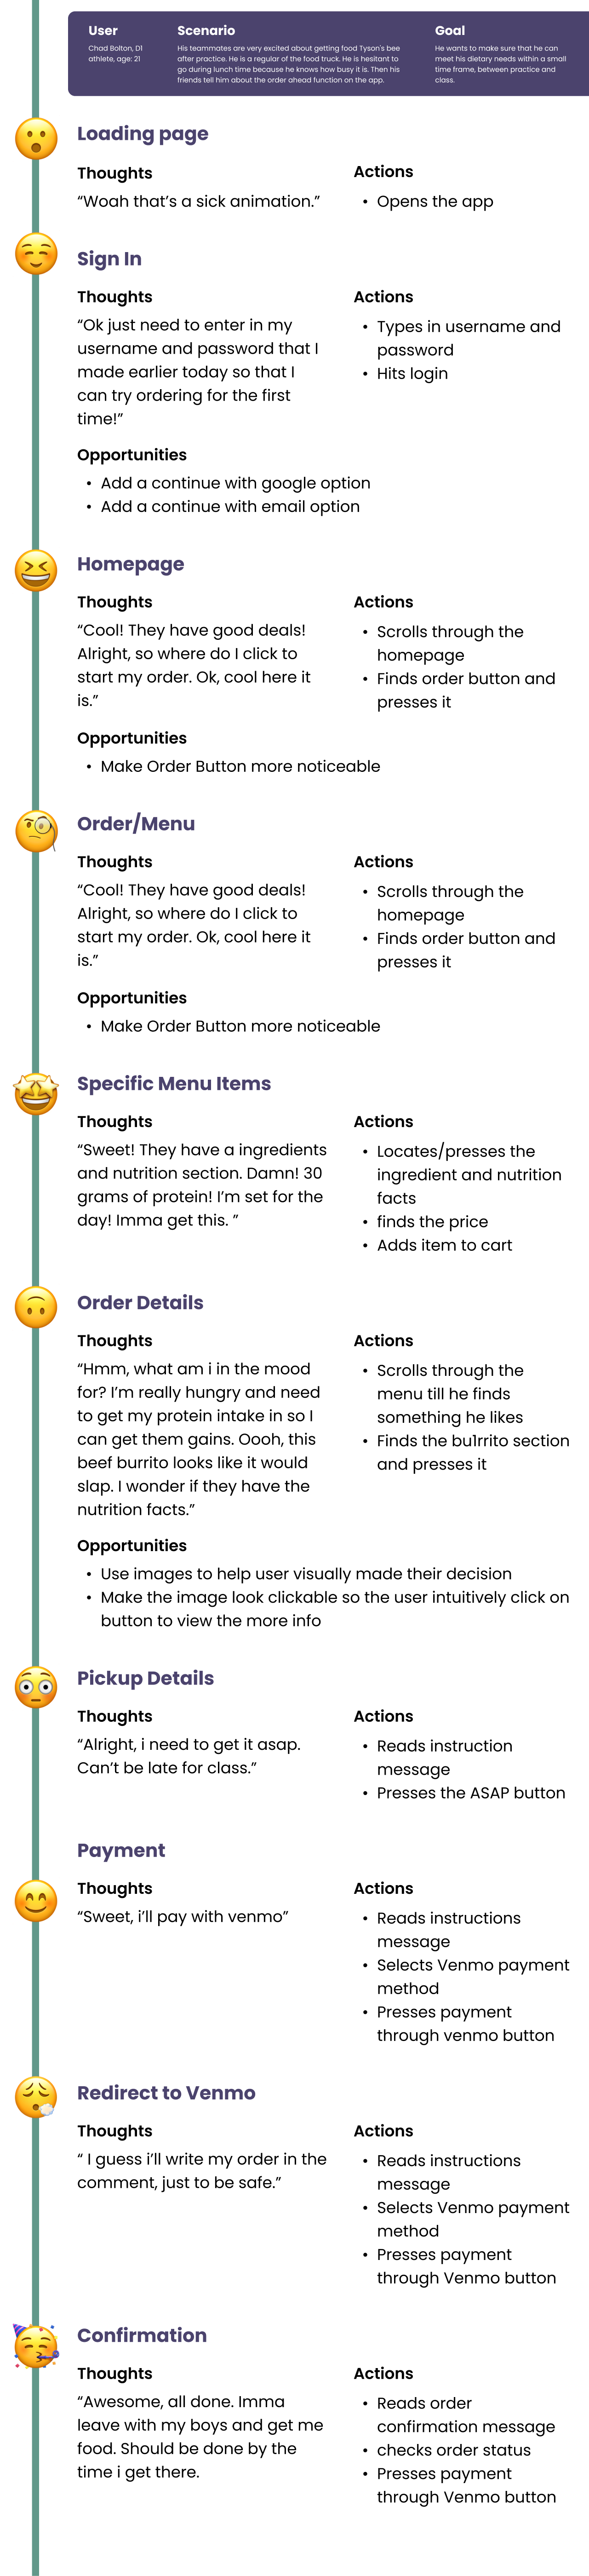 User
Chad Bolton, D1
athlete, age: 21
Scenario
His teammates are very excited about getting food Tyson's bee
after practice. He is a regular of the food truck. He is hesitant to
go during lunch time because he knows how busy it is. Then his
friends tell him about the order ahead function on the app.
Goal
He wants to make sure that he can
meet his dietary needs within a small
time frame, between practice and
class.
Loading page
Thoughts
“Woah that’s a sick animation.”
Actions
• Opens the app
Sign In
Thoughts
“Ok just need to enter in my
username and password that I
made earlier today so that I
can try ordering for the first
time!”
Actions
• Types in username and
password
• Hits login
Opportunities
• Add a continue with google option
• Add a continue with email option
Homepage
Thoughts
“Cool! They have good deals!
Alright, so where do I click to
start my order. Ok, cool here it
is.”
Actions
• Scrolls through the
homepage
• Finds order button and
presses it
Opportunities
• Make Order Button more noticeable
Order/Menu
Thoughts
“Cool! They have good deals!
Alright, so where do I click to
start my order. Ok, cool here it
is.”
Actions
• Scrolls through the
homepage
• Finds order button and
presses it
Opportunities
• Make Order Button more noticeable
Specific Menu Items
Thoughts
“Sweet! They have a ingredients
and nutrition section. Damn! 30
grams of protein! I’m set for the
day! Imma get this. ”
Actions
• Locates/presses the
ingredient and nutrition
facts
• finds the price
• Adds item to cart
Order Details
Thoughts
“Hmm, what am i in the mood
for? I’m really hungry and need
to get my protein intake in so I
can get them gains. Oooh, this
beef burrito looks like it would
slap. I wonder if they have the
nutrition facts.”
Actions
• Scrolls through the
menu till he finds
something he likes
• Finds the bu1rrito section
and presses it
Opportunities
• Use images to help user visually made their decision
• Make the image look clickable so the user intuitively click on
button to view the more info
Pickup Details
Thoughts
“Alright, i need to get it asap.
Can’t be late for class.”
Actions
• Reads instruction
message
• Presses the ASAP button
Payment
Thoughts
“Sweet, i’ll pay with venmo”
Actions
• Reads instructions
message
• Selects Venmo payment
method
• Presses payment
through venmo button
Redirect to Venmo
Thoughts
“ I guess i’ll write my order in the
comment, just to be safe.”
Actions
• Reads instructions
message
• Selects Venmo payment
method
• Presses payment
through Venmo button
Confirmation
Thoughts
“Awesome, all done. Imma
leave with my boys and get me
food. Should be done by the
time i get there.
Actions
• Reads order
confirmation message
• checks order status
• Presses payment
through Venmo button